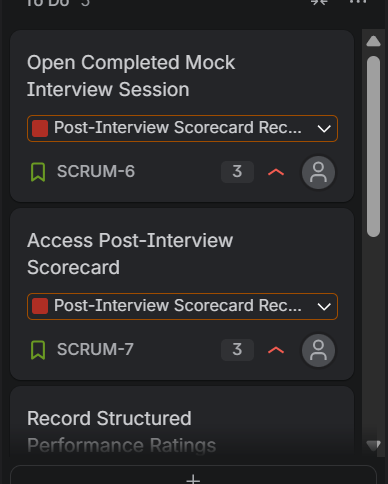 TO DO 5
Open Completed Mock
Interview Session
Post-Interview Scorecard Rec...
SCRUM-6 3
Access Post-Interview
Scorecard
Post-Interview Scorecard Rec...
SCRUM-7 3
Record Structured
Performance Ratings